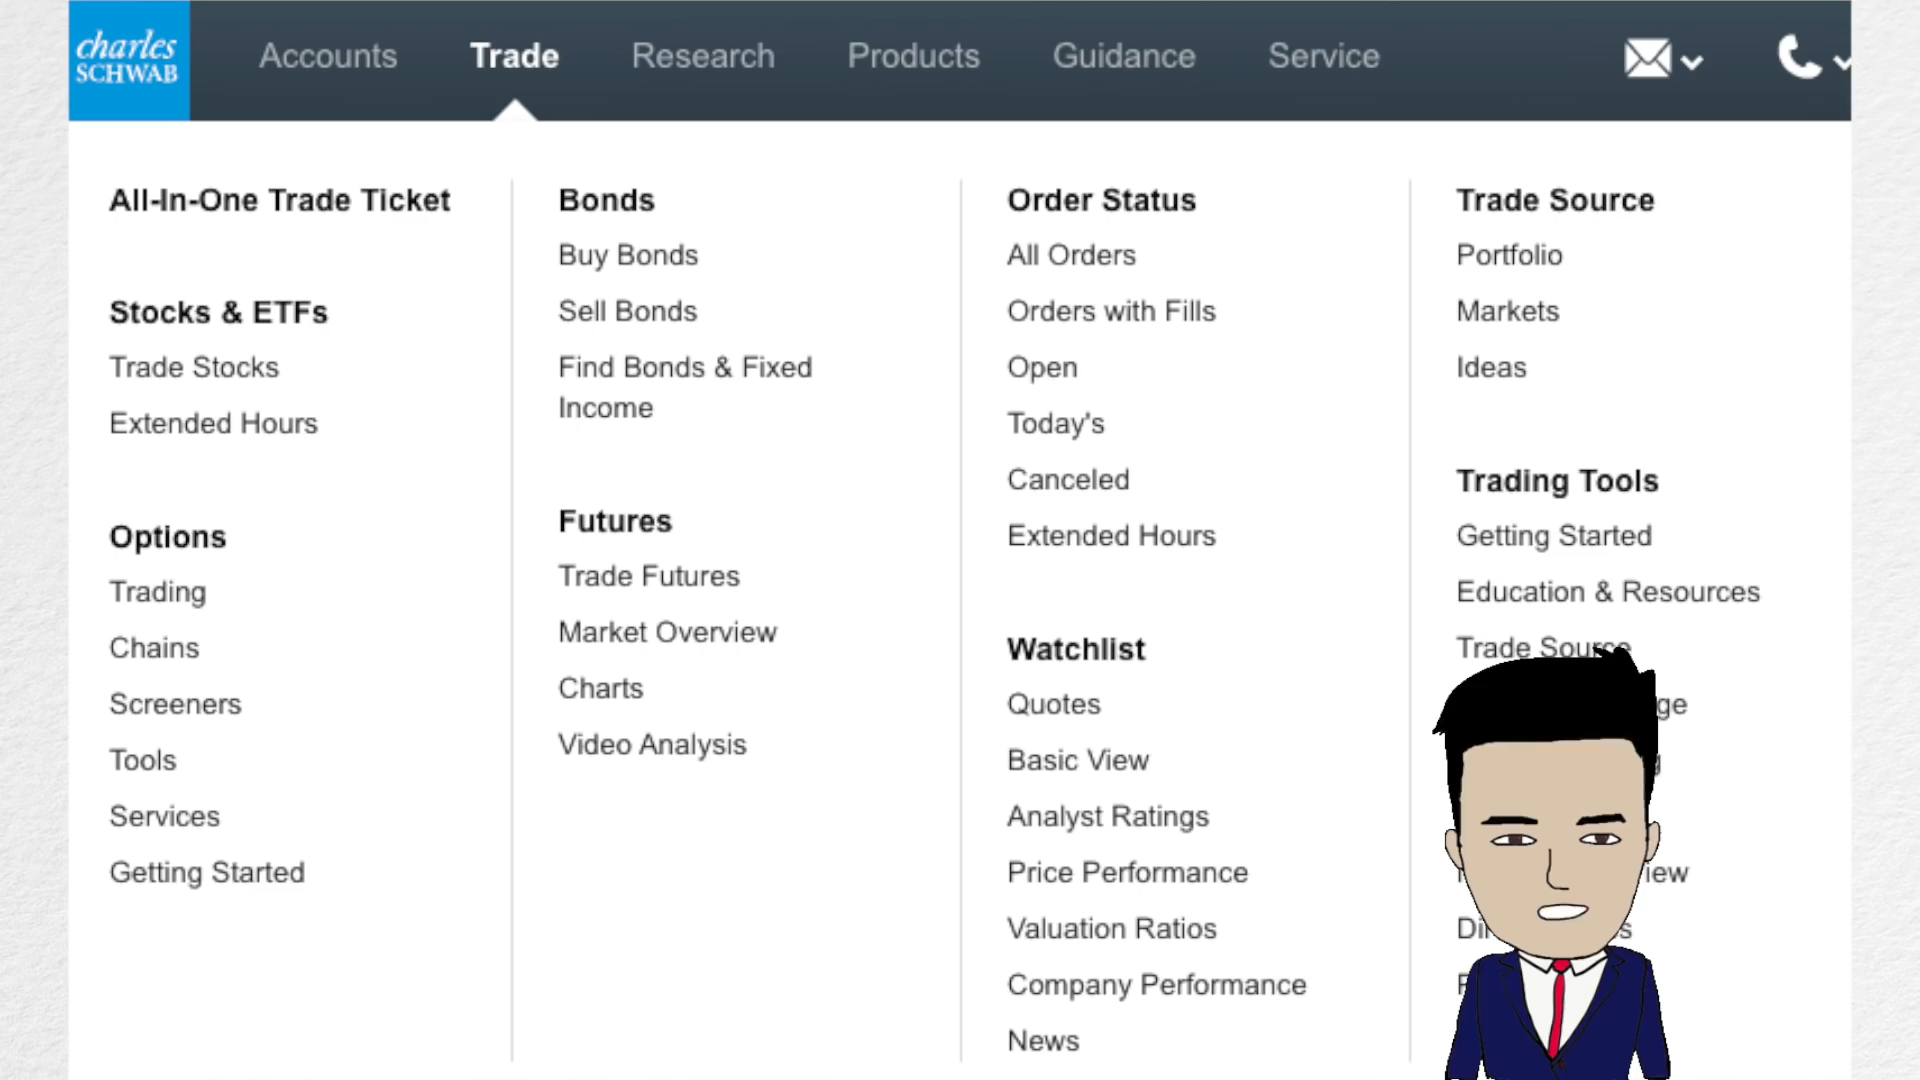 charles
SCHWAB
Accounts
Trade
Research
Products
Guidance
Service
All-In-One Trade Ticket
Stocks & ETFs
Trade Stocks
Extended Hours
Options
Trading
Chains
Screeners
Tools
Services
Getting Started
Bonds
Buy Bonds
Sell Bonds
Find Bonds & Fixed
Income
Futures
Trade Futures
Market Overview
Charts
Video Analysis
Order Status
All Orders
Orders with Fills
Open
Today's
Canceled
Extended Hours
Watchlist
Quotes
Basic View
Analyst Ratings
Price Performance
Valuation Ratios
Company Performance
News
Trade Source
Portfolio
Markets
Ideas
Trading Tools
Getting Started
Education & Resources
Trade Source